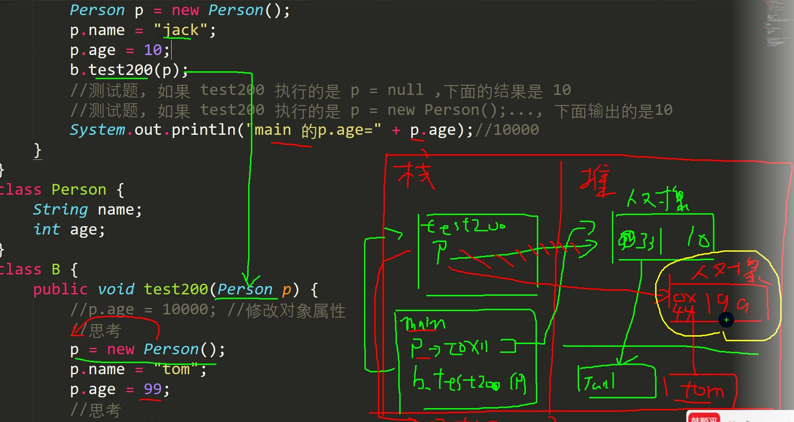 Person p = new Person();
p.name = "jack";
p.age = 10;
b.test200(p);
//测试题, 如果 test200 执行的是 p = null ,下面的结果是 10
//测试题, 如果 test200 执行的是 p = new Person();..., 下面输出的是10
System.out.println("main 的p.age=" + p.age);//10000
}
}
class Person {
String name;
int age;
}
class B {
public void test200(Person p) {
//p.age = 10000; //修改对象属性
//思考
p = new Person();
p.name = "tom";
p.age = 99;
//思考
栈
堆
test200
p
人对象
10
main
b.test200(p)
人对象
tom
韩顺平